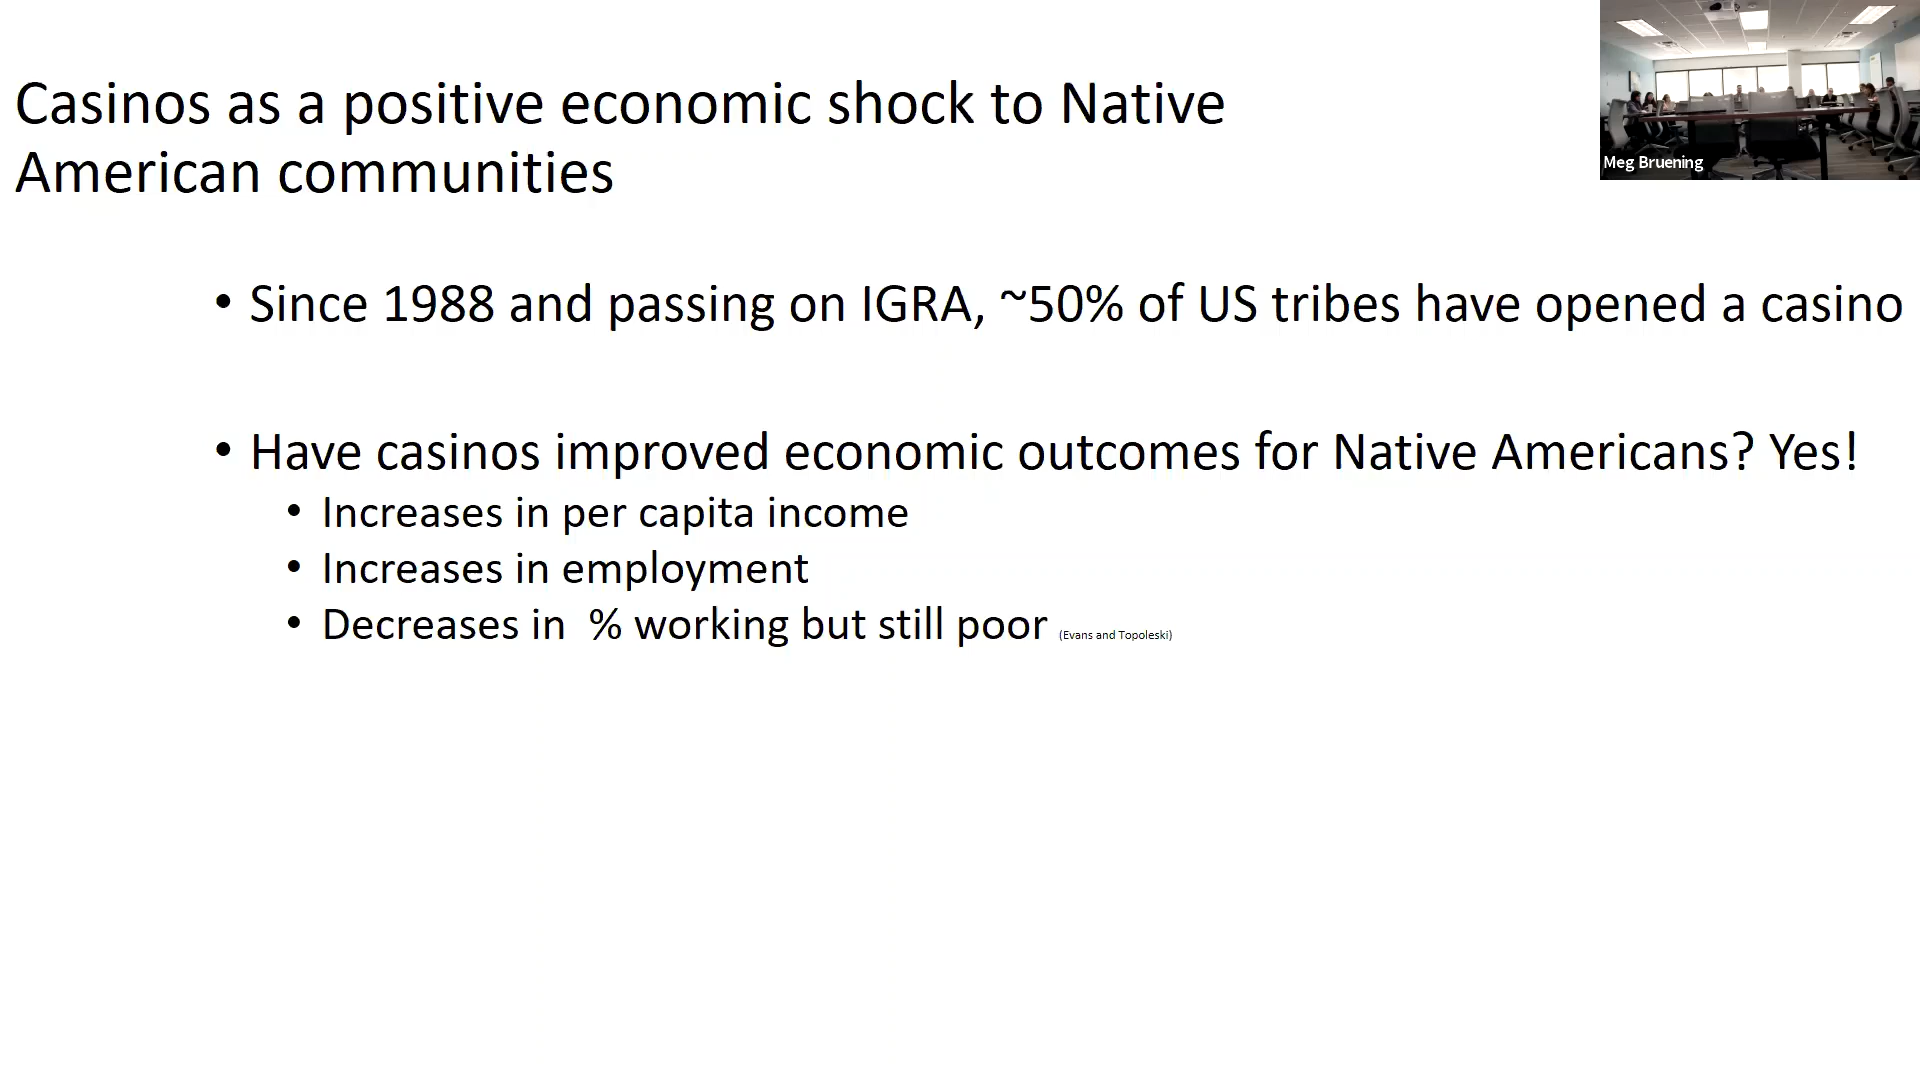 Casinos as a positive economic shock to Native
American communities
Meg Bruening
• Since 1988 and passing on IGRA, ~50% of US tribes have opened a casino
• Have casinos improved economic outcomes for Native Americans? Yes!
• Increases in per capita income
• Increases in employment
• Decreases in  % working but still poor (Evans and Topoleski)